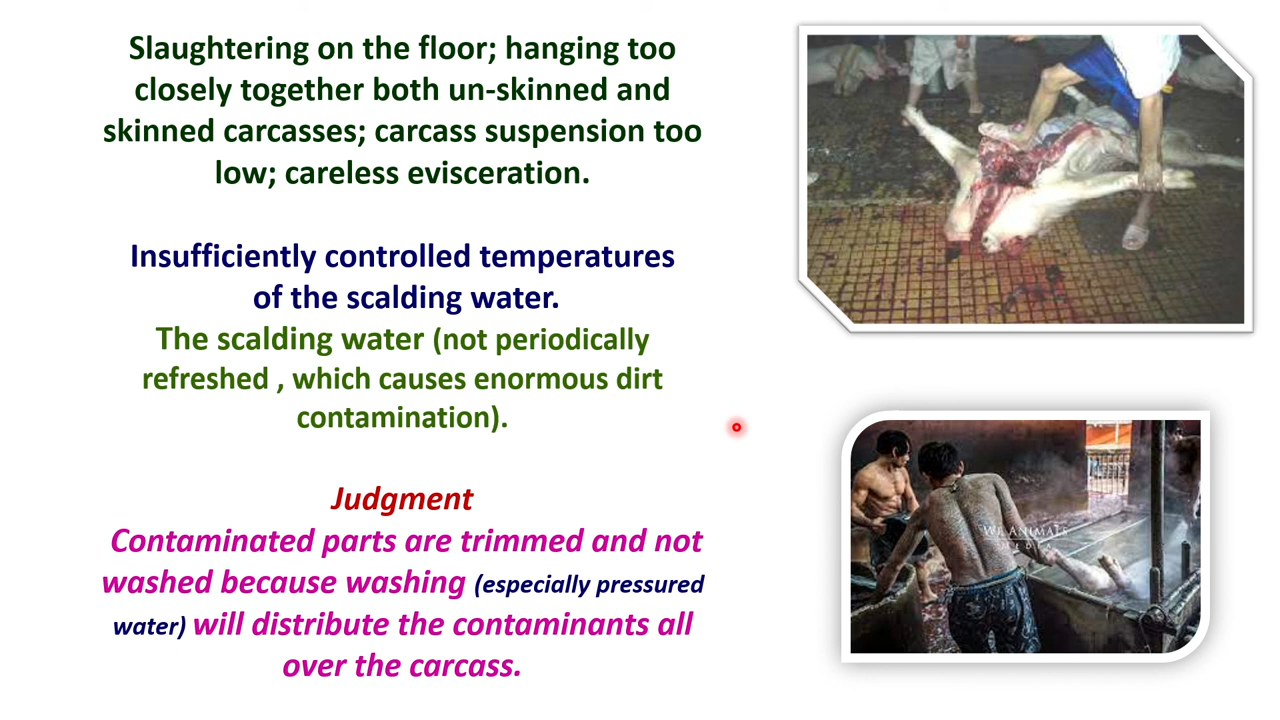 Slaughtering on the floor; hanging too
closely together both un-skinned and
skinned carcasses; carcass suspension too
low; careless evisceration.
Insufficiently controlled temperatures
of the scalding water.
The scalding water (not periodically
refreshed , which causes enormous dirt
contamination).
Judgment
Contaminated parts are trimmed and not
washed because washing (especially pressured
water) will distribute the contaminants all
over the carcass.
WE ANIMALS
MEDIA